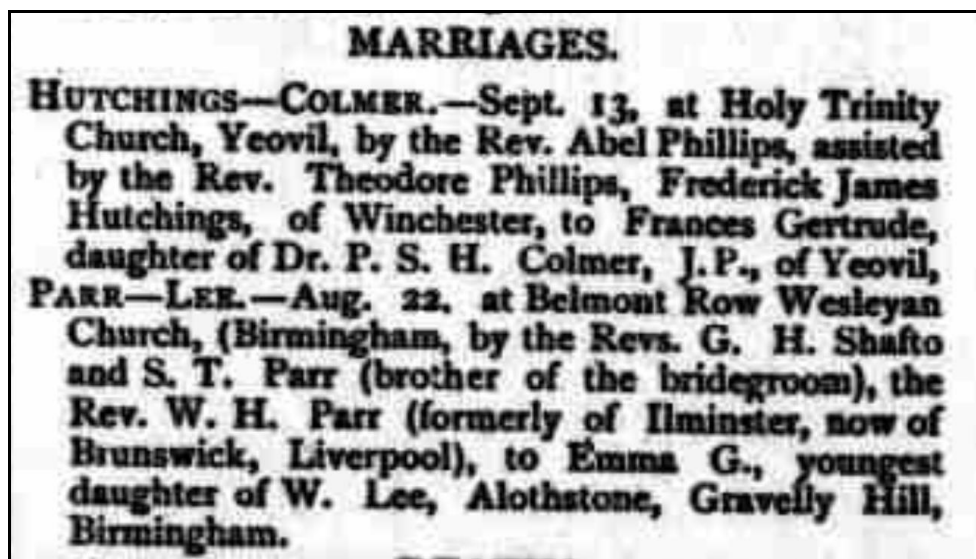 MARRIAGES.
HUTCHINGS—COLMER.—Sept. 13, at Holy Trinity
Church, Yeovil, by the Rev. Abel Phillips, assisted
by the Rev. Theodore Phillips, Frederick James
Hutchings, of Winchester, to Frances Gertrude,
daughter of Dr. P. S. H. Colmer, J.P., of Yeovil,
PARR—LEE.—Aug. 22. at Belmont Row Wesleyan
Church, (Birmingham, by the Revs. G. H. Shafto
and S. T. Parr (brother of the bridegroom), the
Rev. W. H. Parr (formerly of Ilminster, now of
Brunswick, Liverpool), to Emma G., youngest
daughter of W. Lee, Alothstone, Gravelly Hill,
Birmingham.